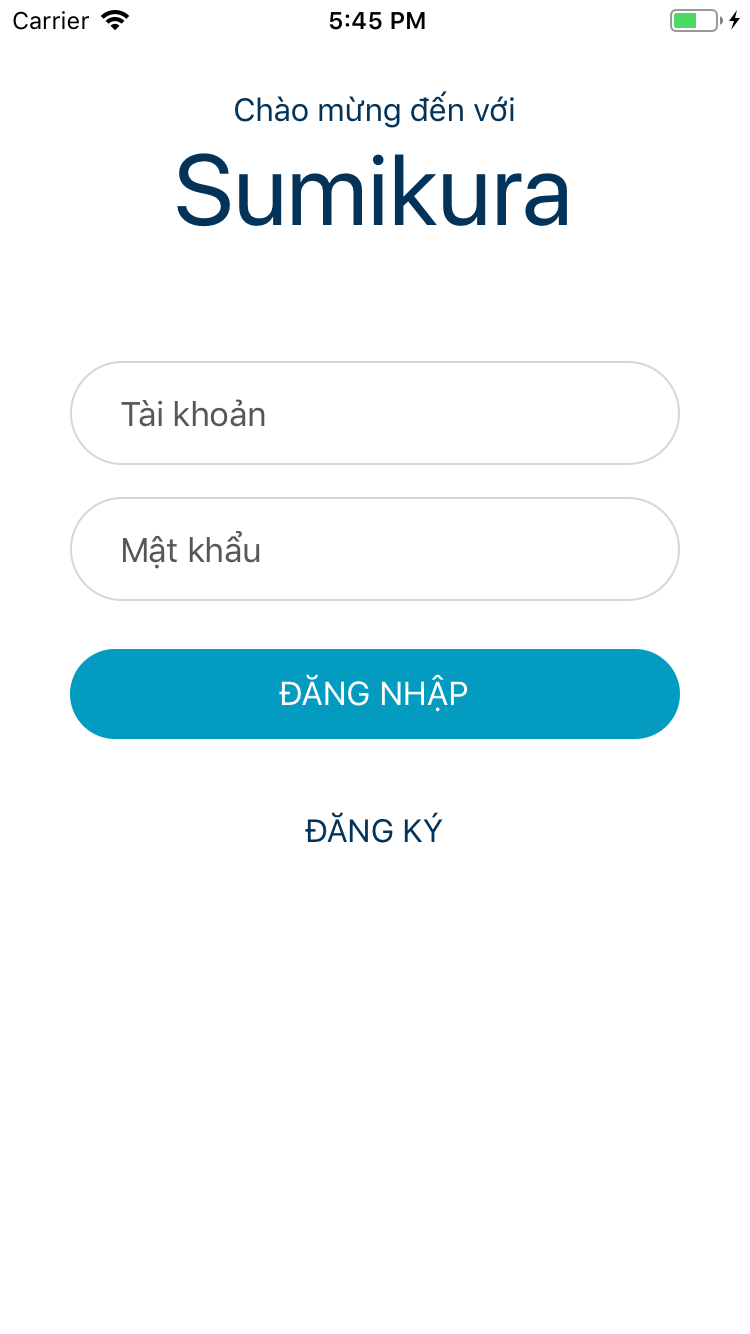 Carrier 5:45 PM
Chào mừng đến với
Sumikura
Tài khoản
Mật khẩu
ĐĂNG NHẬP
ĐĂNG KÝ